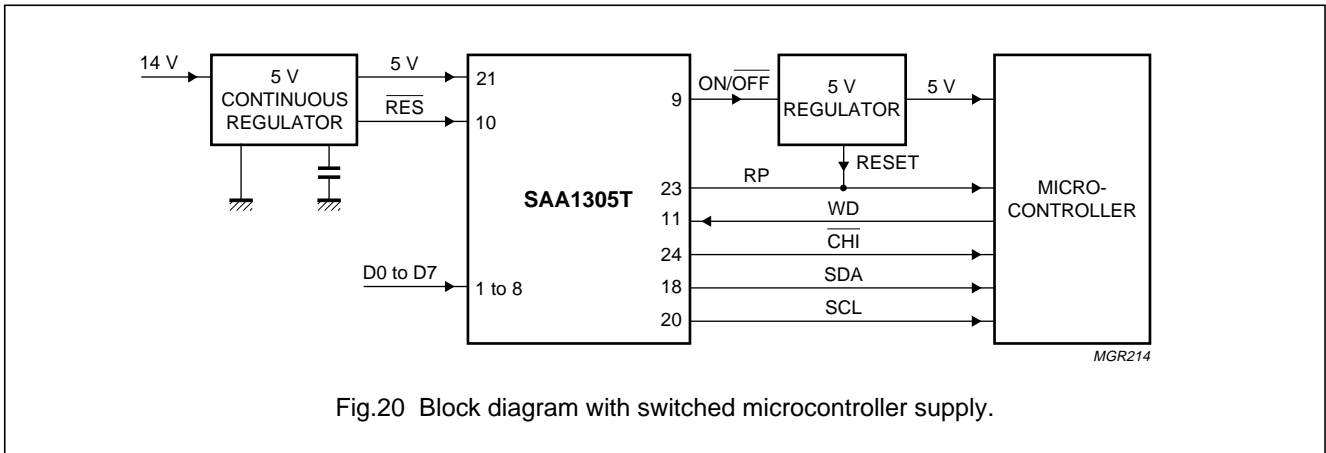 14 V
5 V
CONTINUOUS
REGULATOR
5 V
RES
21
10
SAA1305T
D0 to D7
1 to 8
9
23
11
24
18
20
ON/OFF
5 V
REGULATOR
5 V
RESET
RP
WD
CHI
SDA
SCL
MICRO-
CONTROLLER
MGR214
Fig.20 Block diagram with switched microcontroller supply.